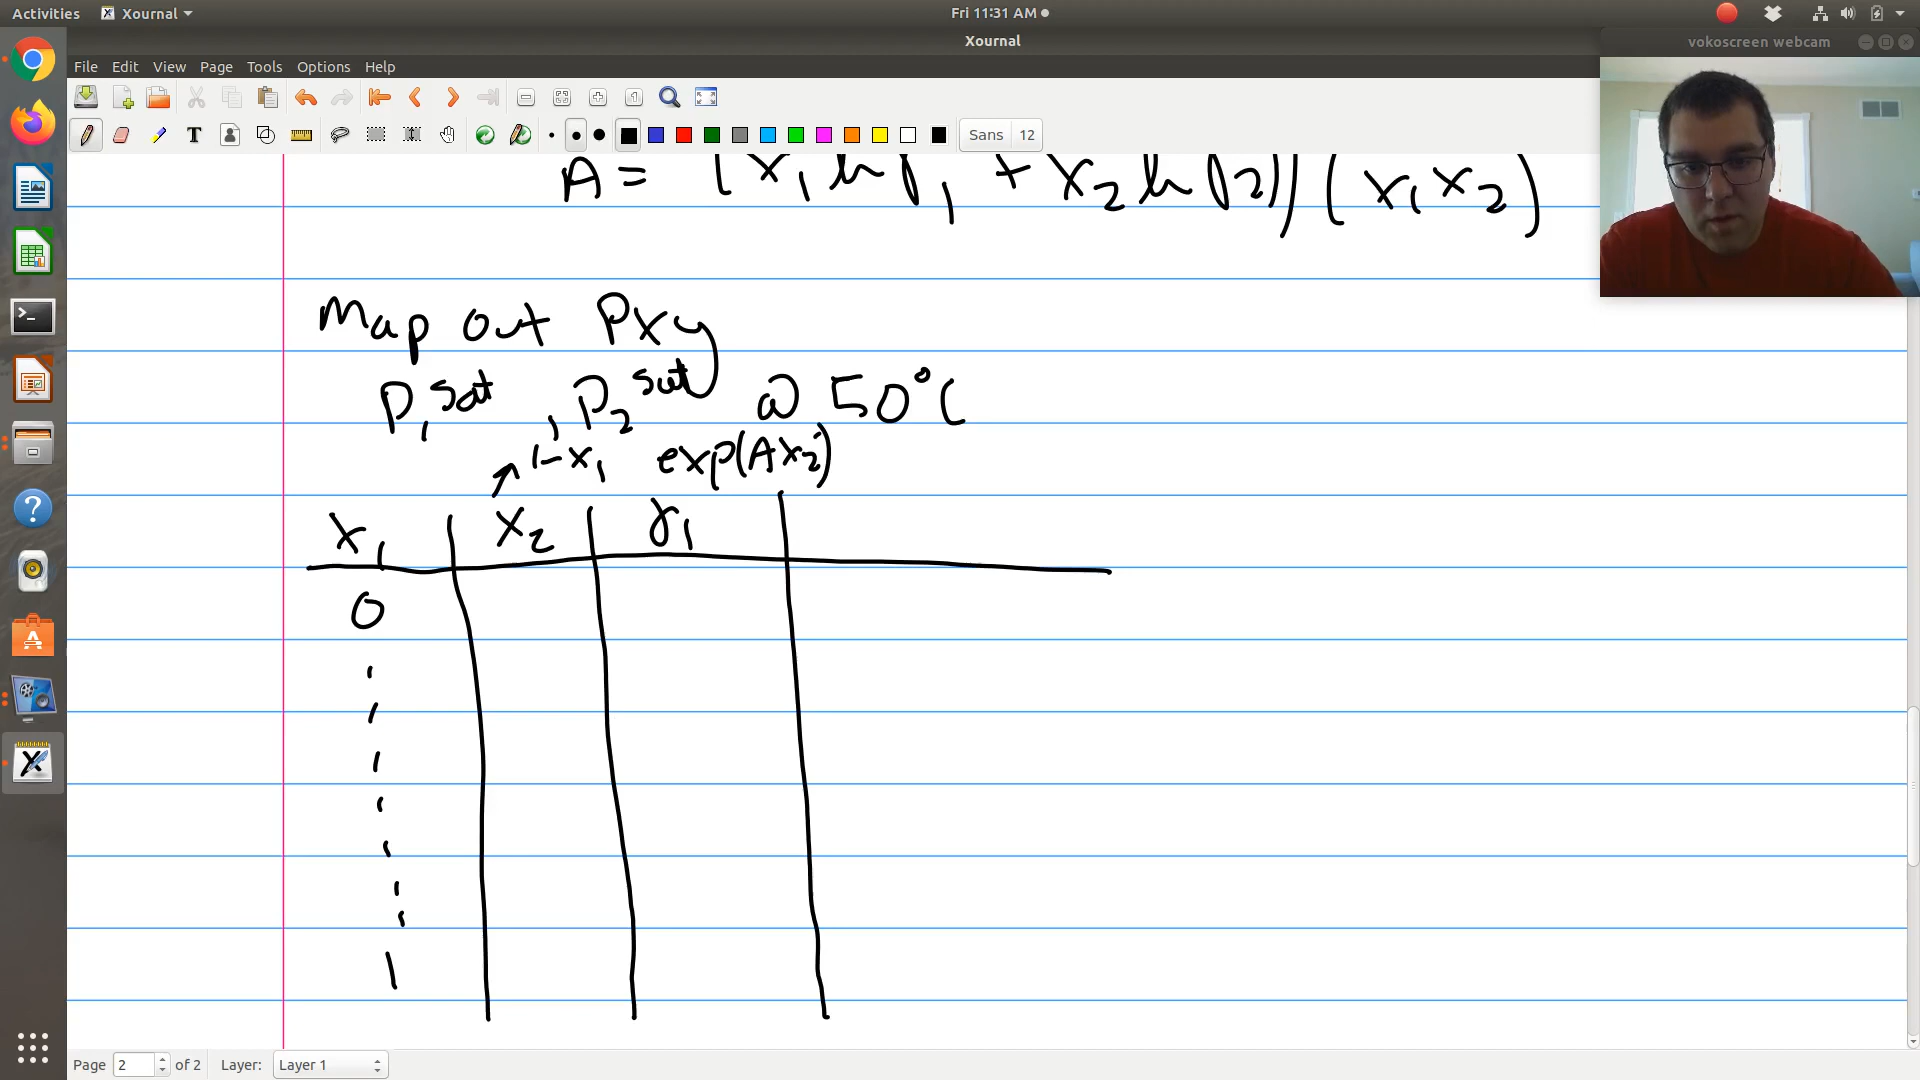 Activities Xournal Fri 11:31 AM
Xournal
vokoscreen webcam
File Edit View Page Tools Options Help
Sans 12
A = (x₁ ln γ₁ + x₂ ln γ₂) / (x₁x₂)
Map out Pxy
P₁ˢᵃᵗ, P₂ˢᵃᵗ @ 50°C
1-x₁ exp(Ax₂²)
x₁ x₂ γ₁
0
1
Page 2 of 2 Layer: Layer 1